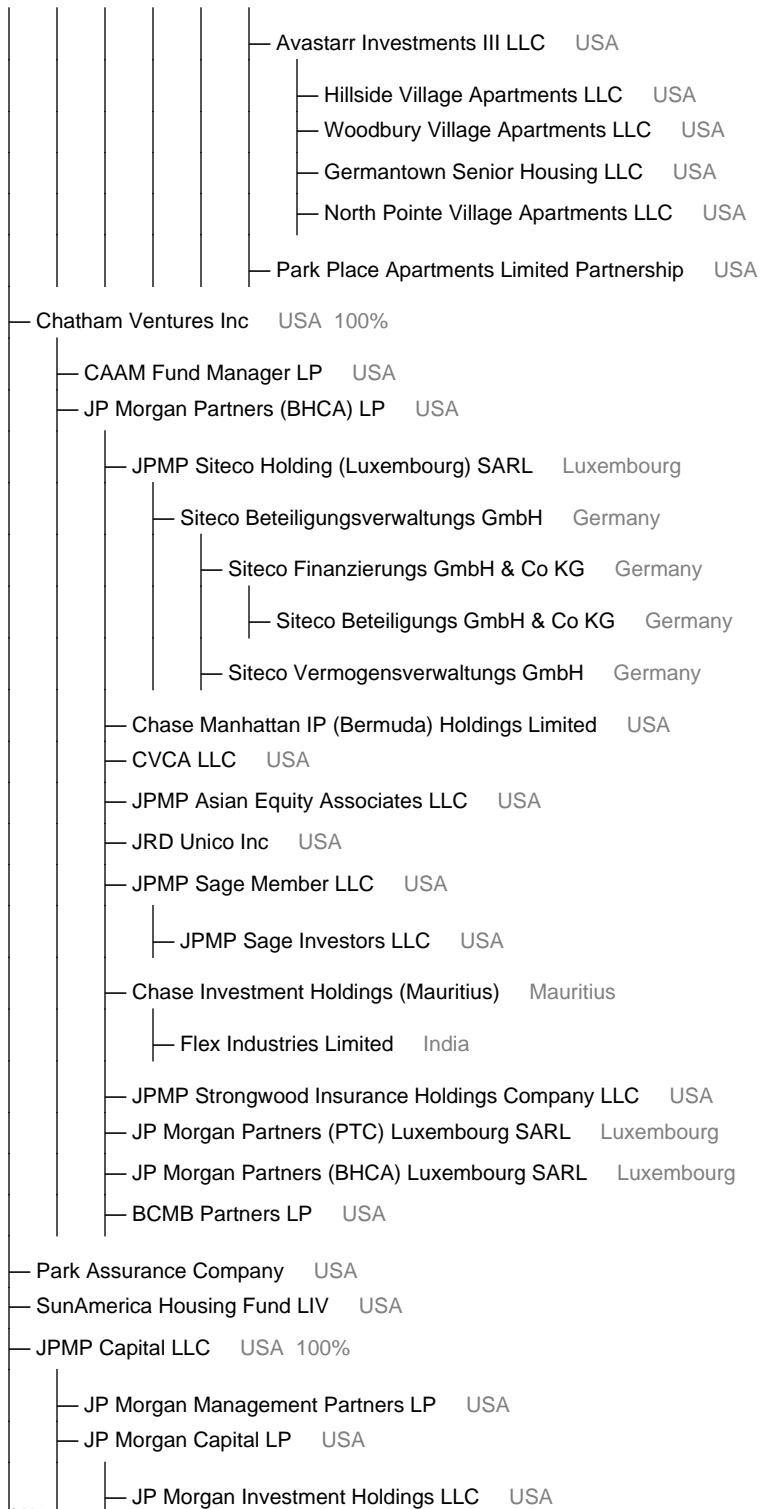 Avastarr Investments III LLC USA
Hillside Village Apartments LLC USA
Woodbury Village Apartments LLC USA
Germantown Senior Housing LLC USA
North Pointe Village Apartments LLC USA
Park Place Apartments Limited Partnership USA
Chatham Ventures Inc USA 100%
CAAM Fund Manager LP USA
JP Morgan Partners (BHCA) LP USA
JPMP Siteco Holding (Luxembourg) SARL Luxembourg
Siteco Beteiligungsverwaltungs GmbH Germany
Siteco Finanzierungs GmbH & Co KG Germany
Siteco Beteiligungs GmbH & Co KG Germany
Siteco Vermogensverwaltungs GmbH Germany
Chase Manhattan IP (Bermuda) Holdings Limited USA
CVCA LLC USA
JPMP Asian Equity Associates LLC USA
JRD Unico Inc USA
JPMP Sage Member LLC USA
JPMP Sage Investors LLC USA
Chase Investment Holdings (Mauritius) Mauritius
Flex Industries Limited India
JPMP Strongwood Insurance Holdings Company LLC USA
JP Morgan Partners (PTC) Luxembourg SARL Luxembourg
JP Morgan Partners (BHCA) Luxembourg SARL Luxembourg
BCMB Partners LP USA
Park Assurance Company USA
SunAmerica Housing Fund LIV USA
JPMP Capital LLC USA 100%
JP Morgan Management Partners LP USA
JP Morgan Capital LP USA
JP Morgan Investment Holdings LLC USA